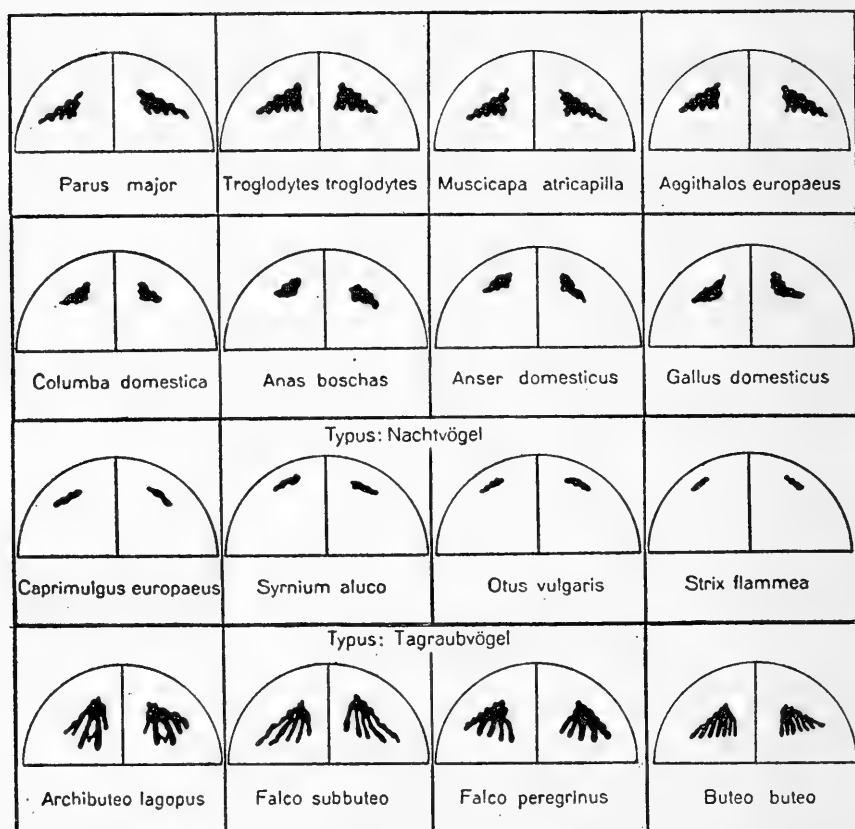 Parus major
Troglodytes troglodytes
Muscicapa atricapilla
Aegithalos europaeus
Columba domestica
Anas boschas
Anser domesticus
Gallus domesticus
Typus: Nachtvögel
Caprimulgus europaeus
Syrnium aluco
Otus vulgaris
Strix flammea
Typus: Tagraubvögel
Archibuteo lagopus
Falco subbuteo
Falco peregrinus
Buteo buteo